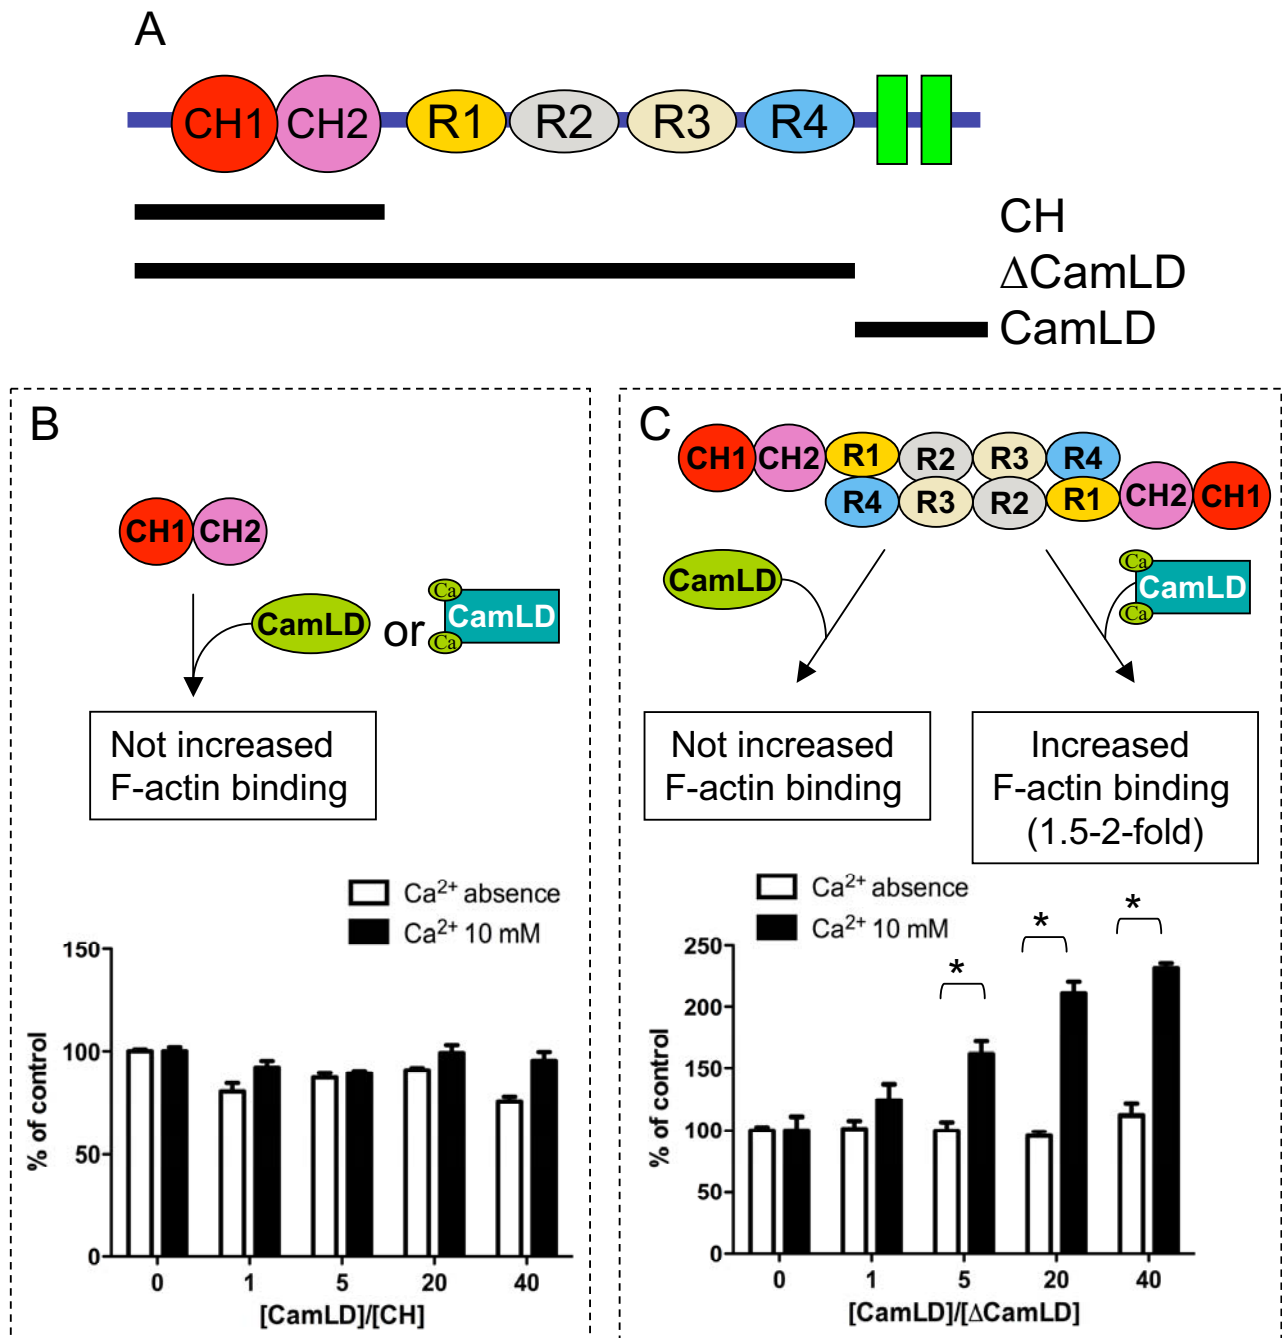 A
CH1 CH2 R1 R2 R3 R4
CH
ΔCamLD
CamLD
B
CH1 CH2
CamLD or Ca CamLD Ca
Not increased
F-actin binding
Ca²⁺ absence
Ca²⁺ 10 mM
% of control
150
100
50
0
0 1 5 20 40
[CamLD]/[CH]
C
CH1 CH2 R1 R2 R3 R4
R4 R3 R2 R1 CH2 CH1
CamLD
Ca CamLD Ca
Not increased
F-actin binding
Increased
F-actin binding
(1.5-2-fold)
Ca²⁺ absence
Ca²⁺ 10 mM
* * *
% of control
250
200
150
100
50
0
0 1 5 20 40
[CamLD]/[ΔCamLD]